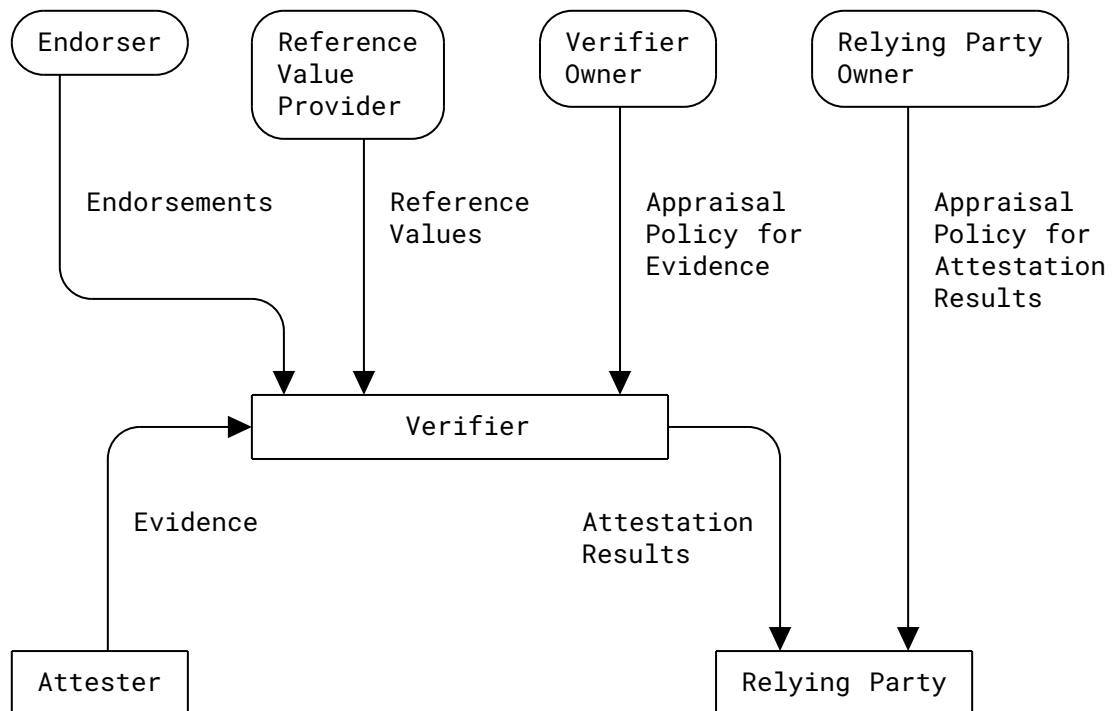 Endorser
Reference
Value
Provider
Verifier
Owner
Relying Party
Owner
Endorsements
Reference
Values
Appraisal
Policy for
Evidence
Appraisal
Policy for
Attestation
Results
Verifier
Evidence
Attestation
Results
Attester
Relying Party